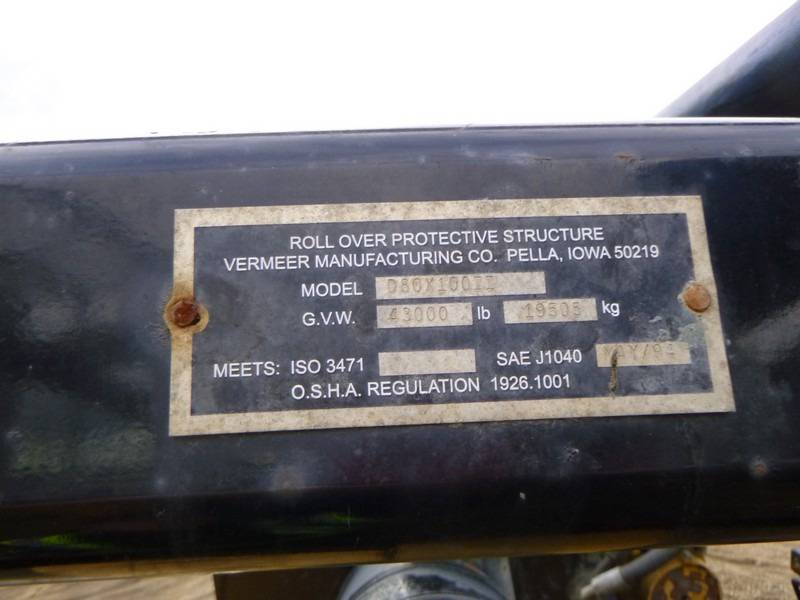 ROLL OVER PROTECTIVE STRUCTURE
VERMEER MANUFACTURING CO. PELLA, IOWA 50219
MODEL D80X100II
G.V.W. 43000 lb 19505 kg
MEETS: ISO 3471 SAE J1040
O.S.H.A. REGULATION 1926.1001